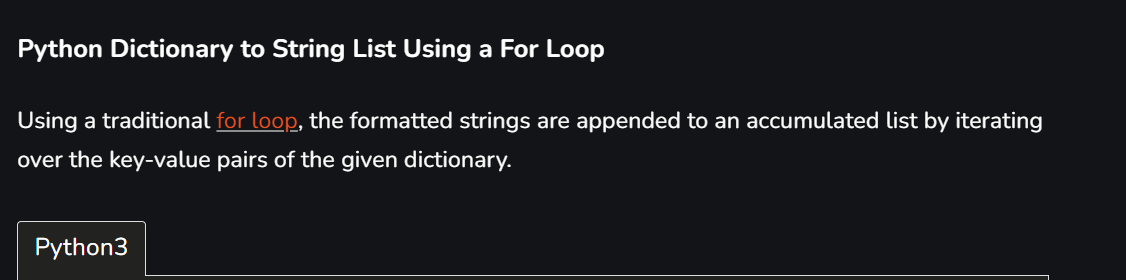 Python Dictionary to String List Using a For Loop
Using a traditional for loop, the formatted strings are appended to an accumulated list by iterating
over the key-value pairs of the given dictionary.
Python3